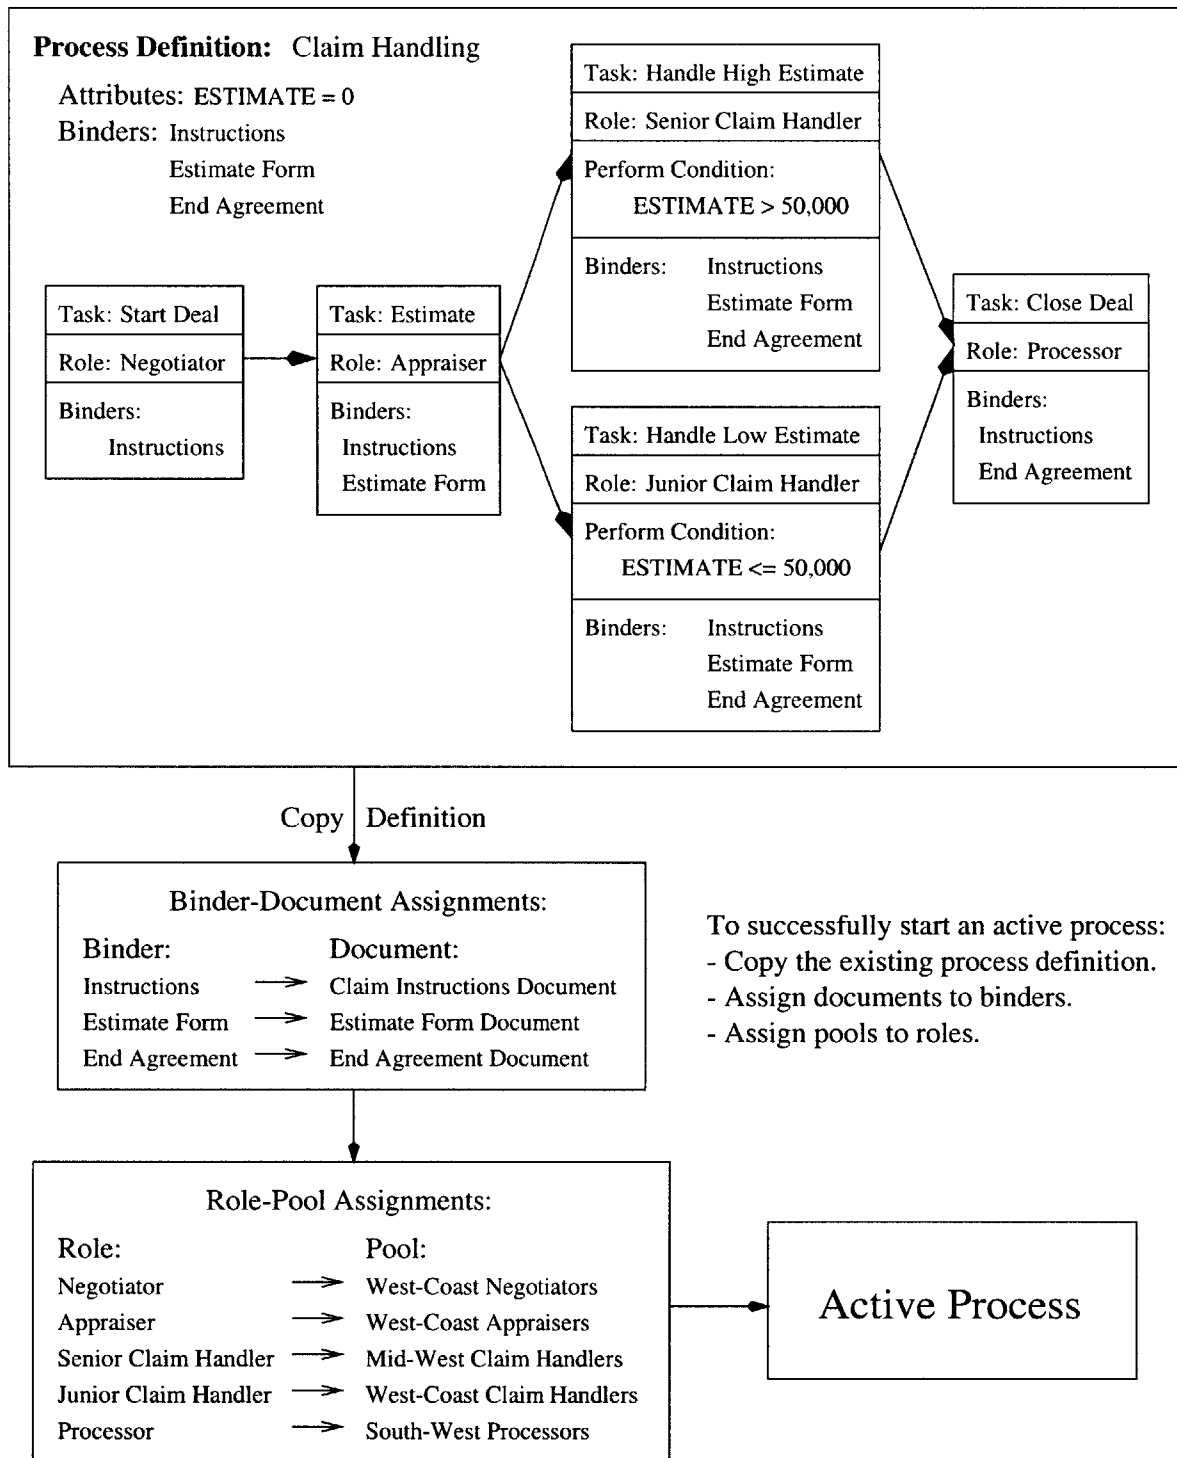 Process Definition: Claim Handling
Attributes: ESTIMATE = 0
Binders: Instructions
Estimate Form
End Agreement
Task: Start Deal
Role: Negotiator
Binders:
Instructions
Task: Estimate
Role: Appraiser
Binders:
Instructions
Estimate Form
Task: Handle High Estimate
Role: Senior Claim Handler
Perform Condition:
ESTIMATE > 50,000
Binders: Instructions
Estimate Form
End Agreement
Task: Handle Low Estimate
Role: Junior Claim Handler
Perform Condition:
ESTIMATE <= 50,000
Binders: Instructions
Estimate Form
End Agreement
Task: Close Deal
Role: Processor
Binders:
Instructions
End Agreement
Copy Definition
Binder-Document Assignments:
Binder: Document:
Instructions Claim Instructions Document
Estimate Form Estimate Form Document
End Agreement End Agreement Document
To successfully start an active process:
- Copy the existing process definition.
- Assign documents to binders.
- Assign pools to roles.
Role-Pool Assignments:
Role: Pool:
Negotiator West-Coast Negotiators
Appraiser West-Coast Appraisers
Senior Claim Handler Mid-West Claim Handlers
Junior Claim Handler West-Coast Claim Handlers
Processor South-West Processors
Active Process